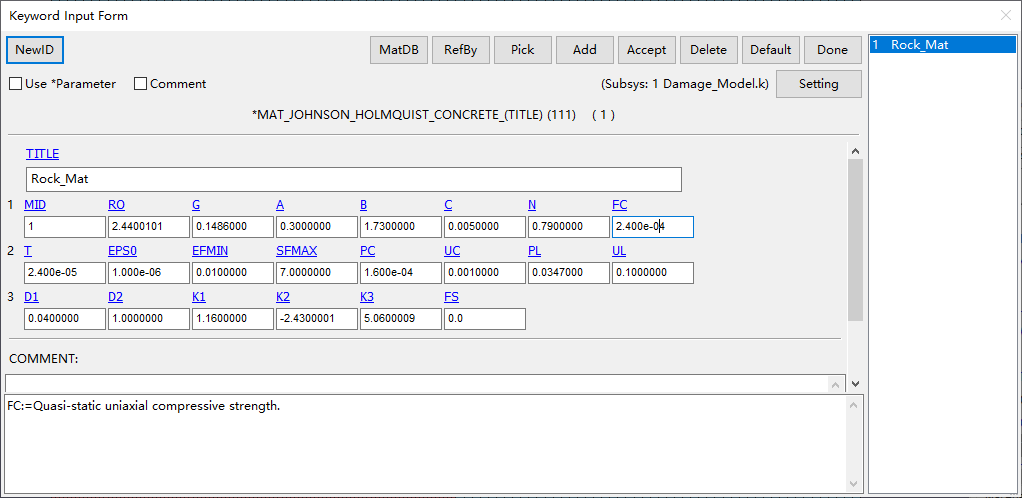 Keyword Input Form
NewID MatDB RefBy Pick Add Accept Delete Default Done
Use *Parameter Comment (Subsys: 1 Damage_Model.k) Setting
*MAT_JOHNSON_HOLMQUIST_CONCRETE_(TITLE) (111) ( 1 )
TITLE
Rock_Mat
1 MID RO G A B C N FC
1 2.4400101 0.1486000 0.3000000 1.7300000 0.0050000 0.7900000 2.400e-04
2 T EPS0 EFMIN SFMAX PC UC PL UL
2.400e-05 1.000e-06 0.0100000 7.0000000 1.600e-04 0.0010000 0.0347000 0.1000000
3 D1 D2 K1 K2 K3 FS
0.0400000 1.0000000 1.1600000 -2.4300001 5.0600009 0.0
COMMENT:
FC:=Quasi-static uniaxial compressive strength.
1 Rock_Mat